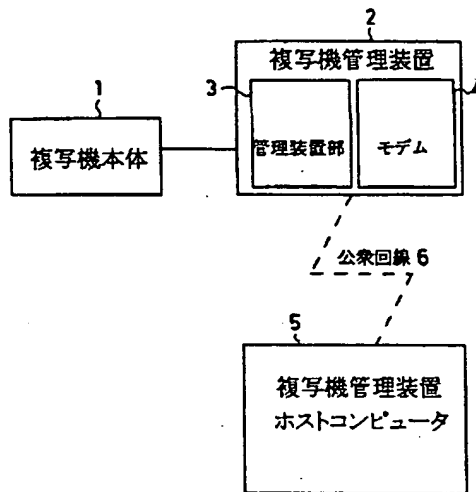 2
複写機管理装置
3
管理装置部
モデム
1
複写機本体
公衆回線 6
5
複写機管理装置
ホストコンピュータ